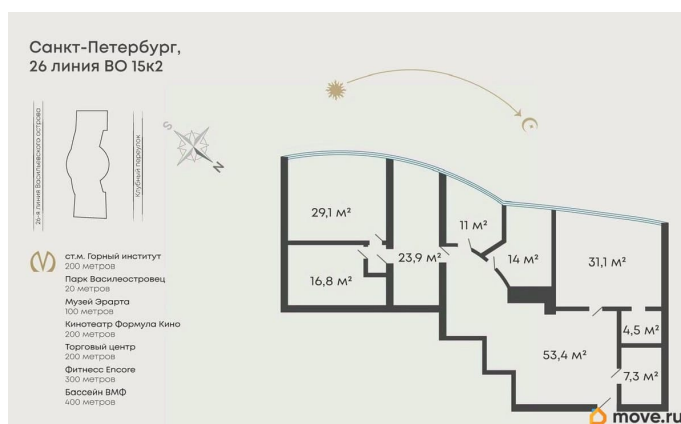 Санкт-Петербург,
26 линия ВО 15к2
26-я линия Васильевского острова
Клубный переулок
S
N
ст.м. Горный институт
200 метров
Парк Василеостровец
20 метров
Музей Эрарта
100 метров
Кинотеатр Формула Кино
200 метров
Торговый центр
200 метров
Фитнесс Encore
300 метров
Бассейн ВМФ
400 метров
29,1 м²
16,8 м²
23,9 м²
11 м²
14 м²
31,1 м²
4,5 м²
53,4 м²
7,3 м²
move.ru